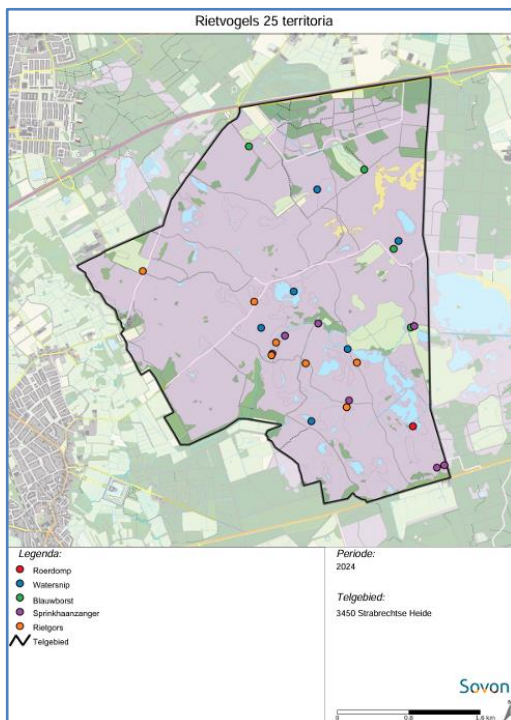 Rietvogels 25 territoria
Legenda:
Roerdomp
Watersnip
Blauwborst
Sprinkhaanzanger
Rietgors
Telgebied
Periode:
2024
Telgebied:
3450 Strabrechtse Heide
Sovon
0 0,8 1,6 km